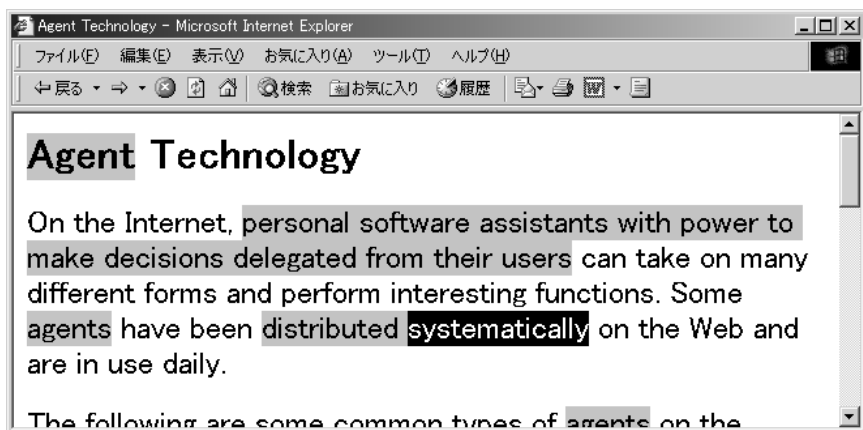 Agent Technology - Microsoft Internet Explorer
ファイル(F) 編集(E) 表示(V) お気に入り(A) ツール(T) ヘルプ(H)
戻る 検索 お気に入り 履歴
Agent Technology
On the Internet, personal software assistants with power to
make decisions delegated from their users can take on many
different forms and perform interesting functions. Some
agents have been distributed systematically on the Web and
are in use daily.
The following are some common types of agents on the